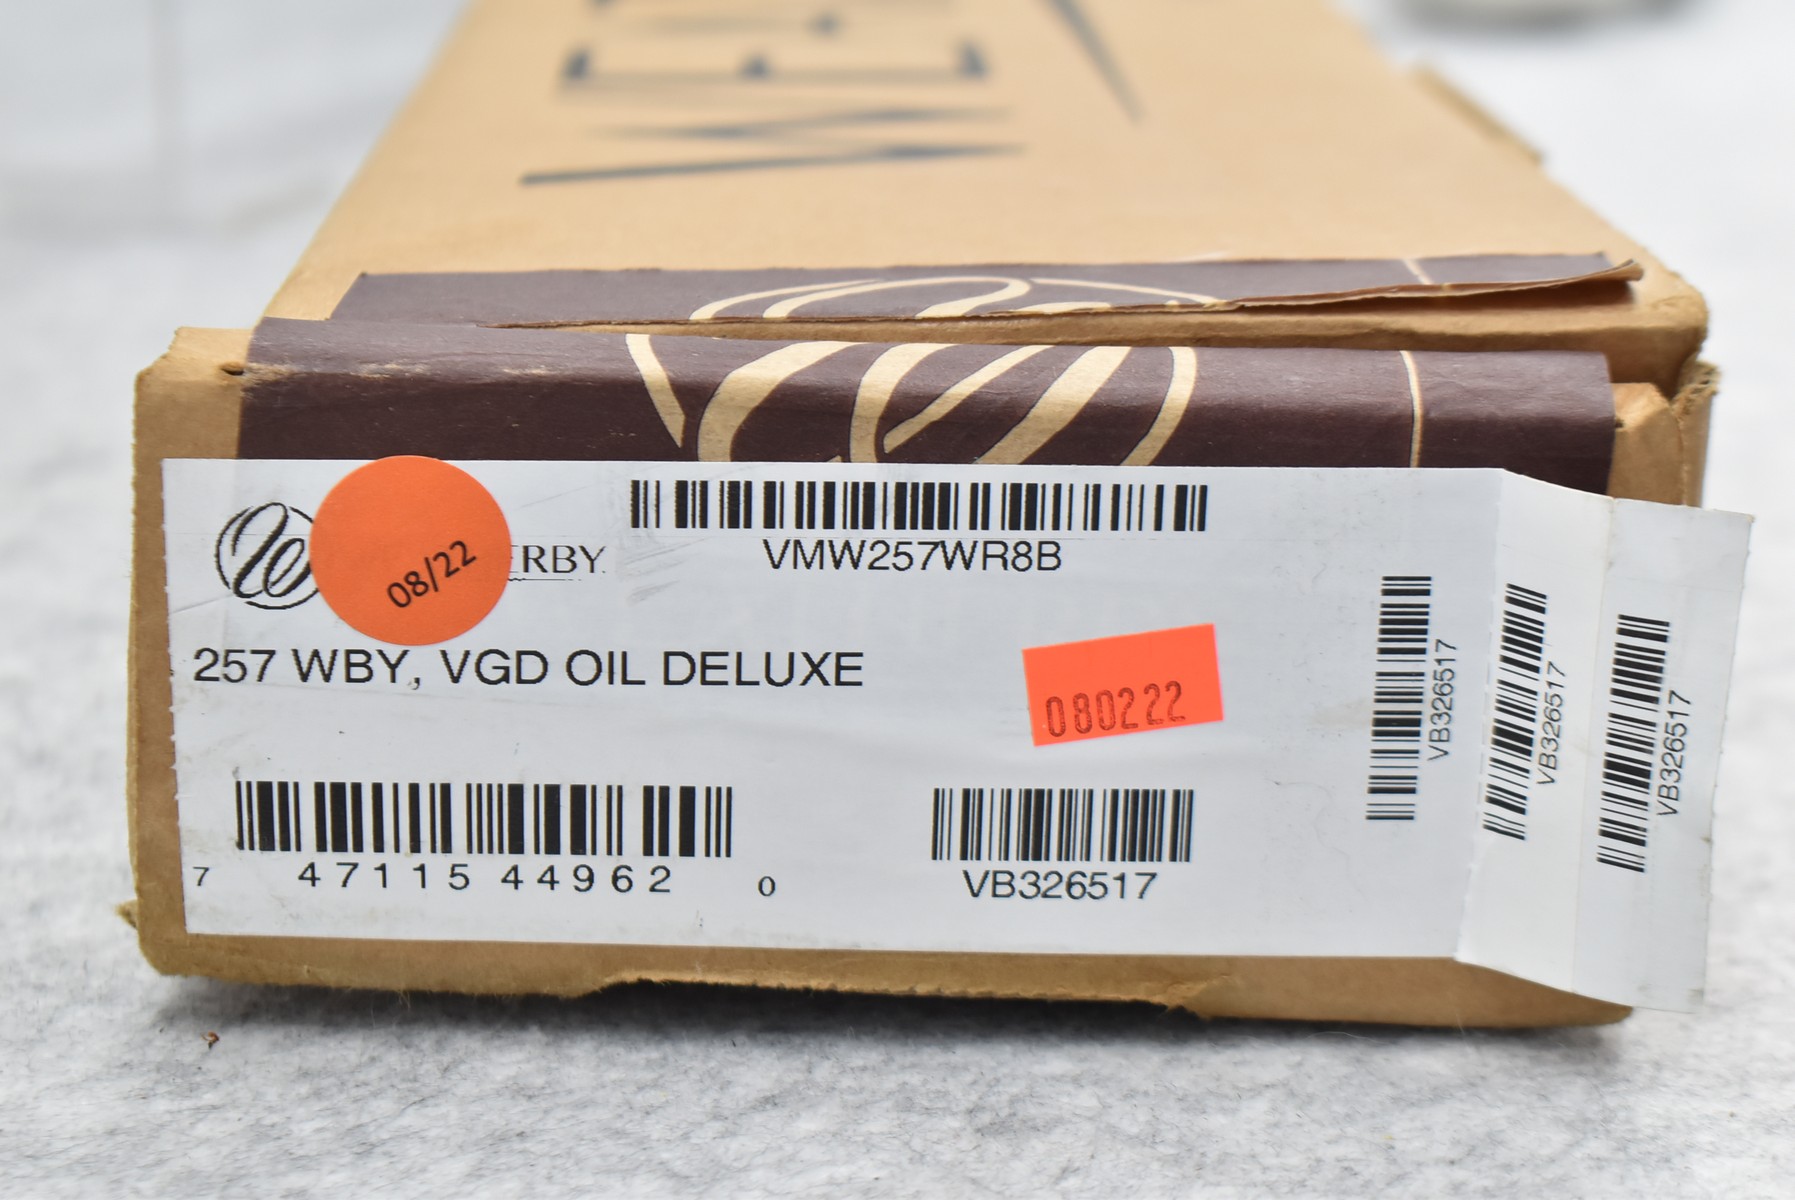 ERBY.
08/22
VMW257WR8B
257 WBY, VGD OIL DELUXE
080222
7 47115 44962 0
VB326517
VB326517
VB326517
VB326517